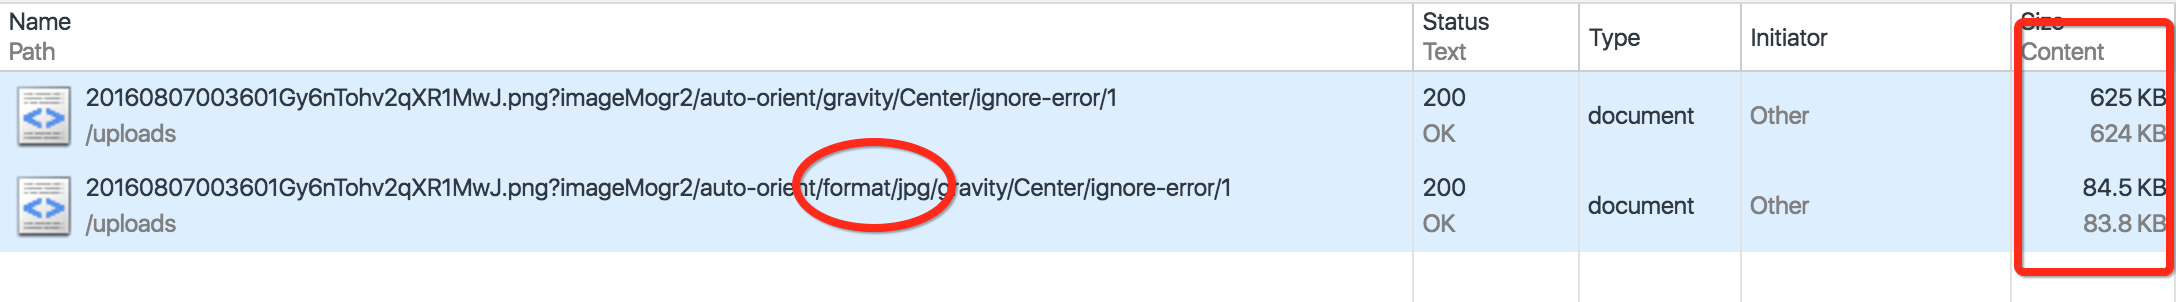 Name Status Type Initiator Size
Path Text Content
20160807003601Gy6nTohv2qXR1MwJ.png?imageMogr2/auto-orient/gravity/Center/ignore-error/1 200 document Other 625 KB
/uploads OK 624 KB
20160807003601Gy6nTohv2qXR1MwJ.png?imageMogr2/auto-orient/format/jpg/gravity/Center/ignore-error/1 200 document Other 84.5 KB
/uploads OK 83.8 KB